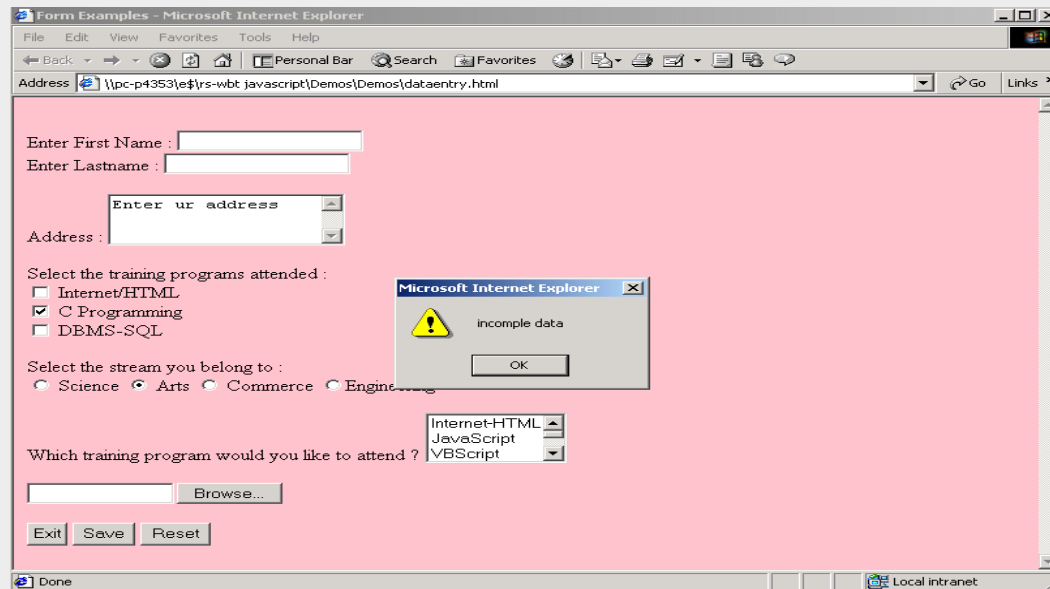 Form Examples - Microsoft Internet Explorer
File Edit View Favorites Tools Help
Back Personal Bar Search Favorites
Address \\pc-p4353\e$\rs-wbt javascript\Demos\Demos\dataentry.html Go Links
Enter First Name :
Enter Lastname :
Enter ur address
Address :
Select the training programs attended :
Internet/HTML
C Programming
DBMS-SQL
Microsoft Internet Explorer
incomple data
OK
Select the stream you belong to :
Science Arts Commerce Engineering
Internet-HTML
JavaScript
Which training program would you like to attend ? VBScript
Browse...
Exit Save Reset
Done Local intranet